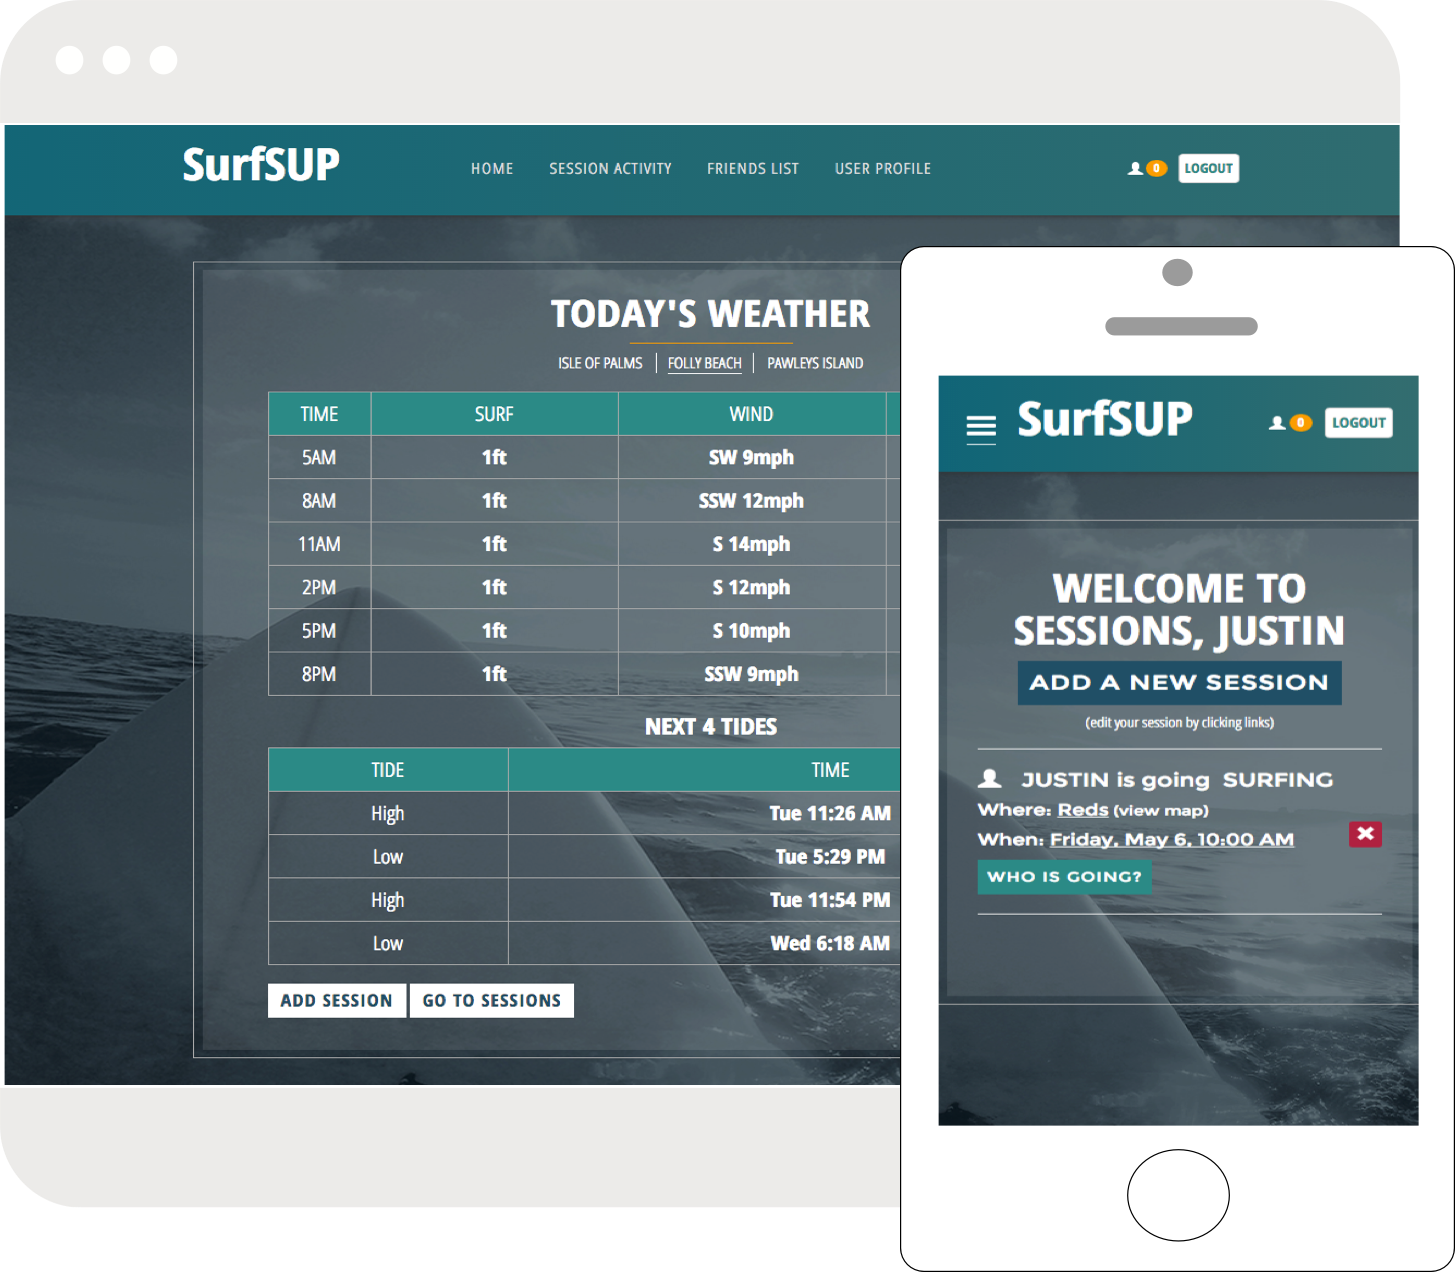 SurfSUP
HOME SESSION ACTIVITY FRIENDS LIST USER PROFILE
0 LOGOUT
TODAY'S WEATHER
ISLE OF PALMS FOLLY BEACH PAWLEYS ISLAND
TIME SURF WIND
5AM 1ft SW 9mph
8AM 1ft SSW 12mph
11AM 1ft S 14mph
2PM 1ft S 12mph
5PM 1ft S 10mph
8PM 1ft SSW 9mph
NEXT 4 TIDES
TIDE TIME
High Tue 11:26 AM
Low Tue 5:29 PM
High Tue 11:54 PM
Low Wed 6:18 AM
ADD SESSION GO TO SESSIONS
SurfSUP 0 LOGOUT
WELCOME TO
SESSIONS, JUSTIN
ADD A NEW SESSION
(edit your session by clicking links)
JUSTIN is going SURFING
Where: Reds (view map)
When: Friday, May 6, 10:00 AM
WHO IS GOING?